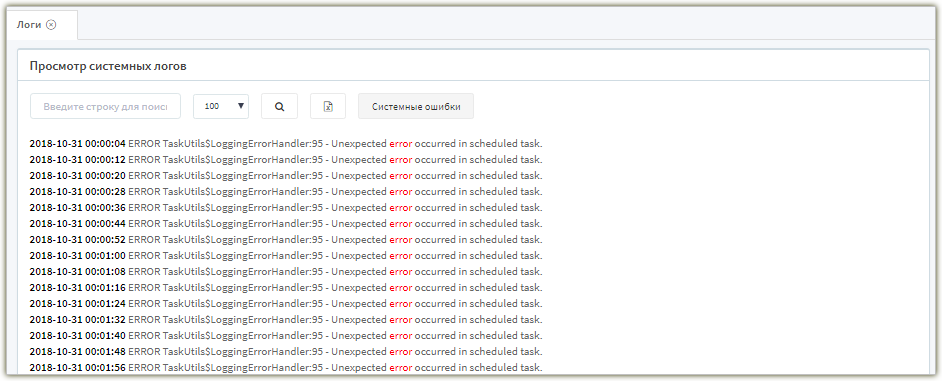 Логи
Просмотр системных логов
Введите строку для поис 100 Системные ошибки
2018-10-31 00:00:04 ERROR TaskUtils$LoggingErrorHandler:95 - Unexpected error occurred in scheduled task.
2018-10-31 00:00:12 ERROR TaskUtils$LoggingErrorHandler:95 - Unexpected error occurred in scheduled task.
2018-10-31 00:00:20 ERROR TaskUtils$LoggingErrorHandler:95 - Unexpected error occurred in scheduled task.
2018-10-31 00:00:28 ERROR TaskUtils$LoggingErrorHandler:95 - Unexpected error occurred in scheduled task.
2018-10-31 00:00:36 ERROR TaskUtils$LoggingErrorHandler:95 - Unexpected error occurred in scheduled task.
2018-10-31 00:00:44 ERROR TaskUtils$LoggingErrorHandler:95 - Unexpected error occurred in scheduled task.
2018-10-31 00:00:52 ERROR TaskUtils$LoggingErrorHandler:95 - Unexpected error occurred in scheduled task.
2018-10-31 00:01:00 ERROR TaskUtils$LoggingErrorHandler:95 - Unexpected error occurred in scheduled task.
2018-10-31 00:01:08 ERROR TaskUtils$LoggingErrorHandler:95 - Unexpected error occurred in scheduled task.
2018-10-31 00:01:16 ERROR TaskUtils$LoggingErrorHandler:95 - Unexpected error occurred in scheduled task.
2018-10-31 00:01:24 ERROR TaskUtils$LoggingErrorHandler:95 - Unexpected error occurred in scheduled task.
2018-10-31 00:01:32 ERROR TaskUtils$LoggingErrorHandler:95 - Unexpected error occurred in scheduled task.
2018-10-31 00:01:40 ERROR TaskUtils$LoggingErrorHandler:95 - Unexpected error occurred in scheduled task.
2018-10-31 00:01:48 ERROR TaskUtils$LoggingErrorHandler:95 - Unexpected error occurred in scheduled task.
2018-10-31 00:01:56 ERROR TaskUtils$LoggingErrorHandler:95 - Unexpected error occurred in scheduled task.